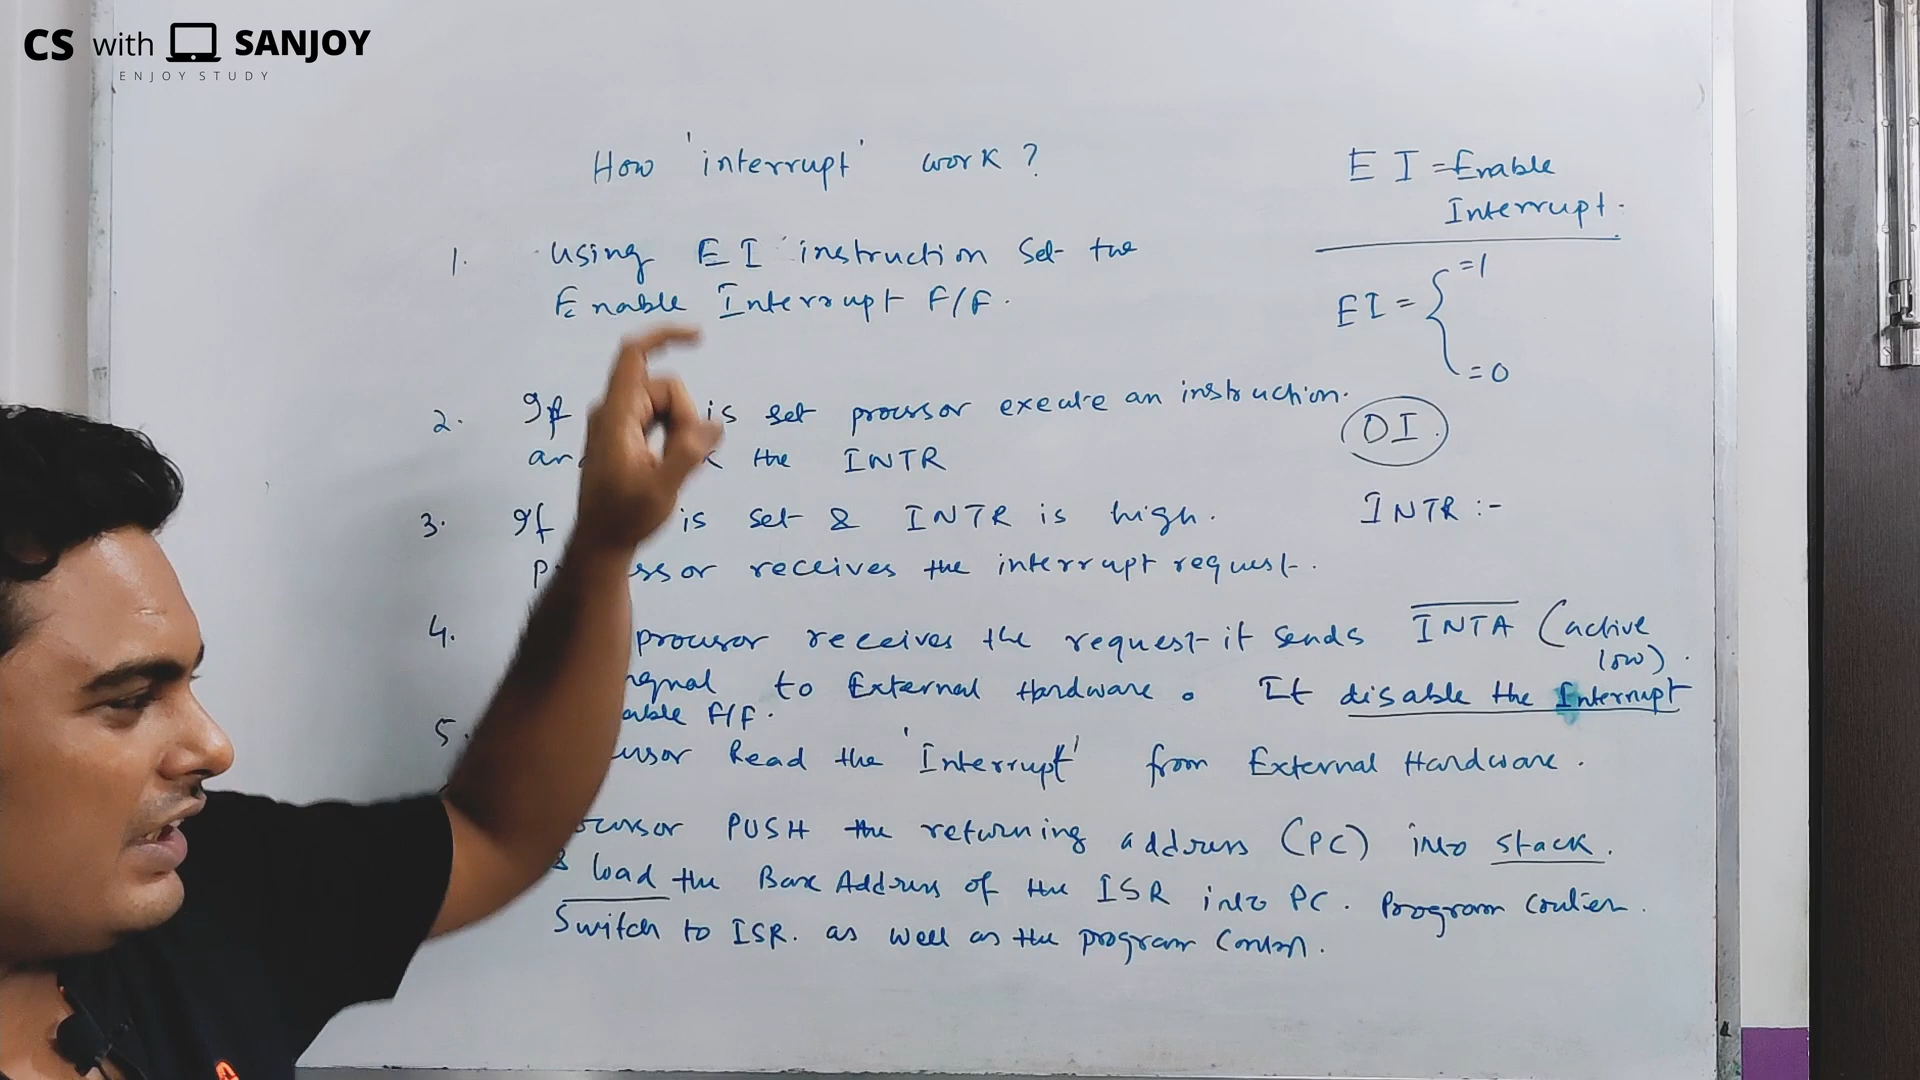 CS with SANJOY
ENJOY STUDY
How 'interrupt' work ?
1. Using EI instruction set the
Enable Interrupt F/F.
2. If is set processor execute an instruction.
the INTR
3. If is set & INTR is high.
receives the interrupt request.
4. processor receives the request it sends INTA (active
low).
to External Hardware. It disable the Interrupt
F/F.
5. Read the 'Interrupt' from External Hardware.
PUSH the returning address (PC) into stack.
& load the Base Address of the ISR into PC. Program
Switch to ISR. as well as the program
EI = Enable
Interrupt.
EI = { =1
=0
DI.
INTR :-